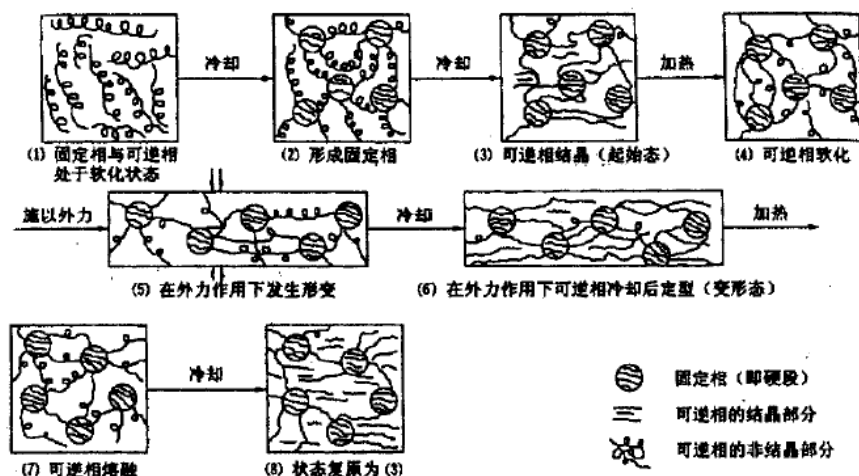 冷却
冷却
加热
(1) 固定相与可逆相
处于软化状态
(2) 形成固定相
(3) 可逆相结晶（起始态）
(4) 可逆相软化
施以外力
冷却
加热
(5) 在外力作用下发生形变
(6) 在外力作用下可逆相冷却后定型（变形态）
冷却
固定相（即硬段）
可逆相的结晶部分
可逆相的非结晶部分
(7) 可逆相熔融
(8) 状态复原为 (3)